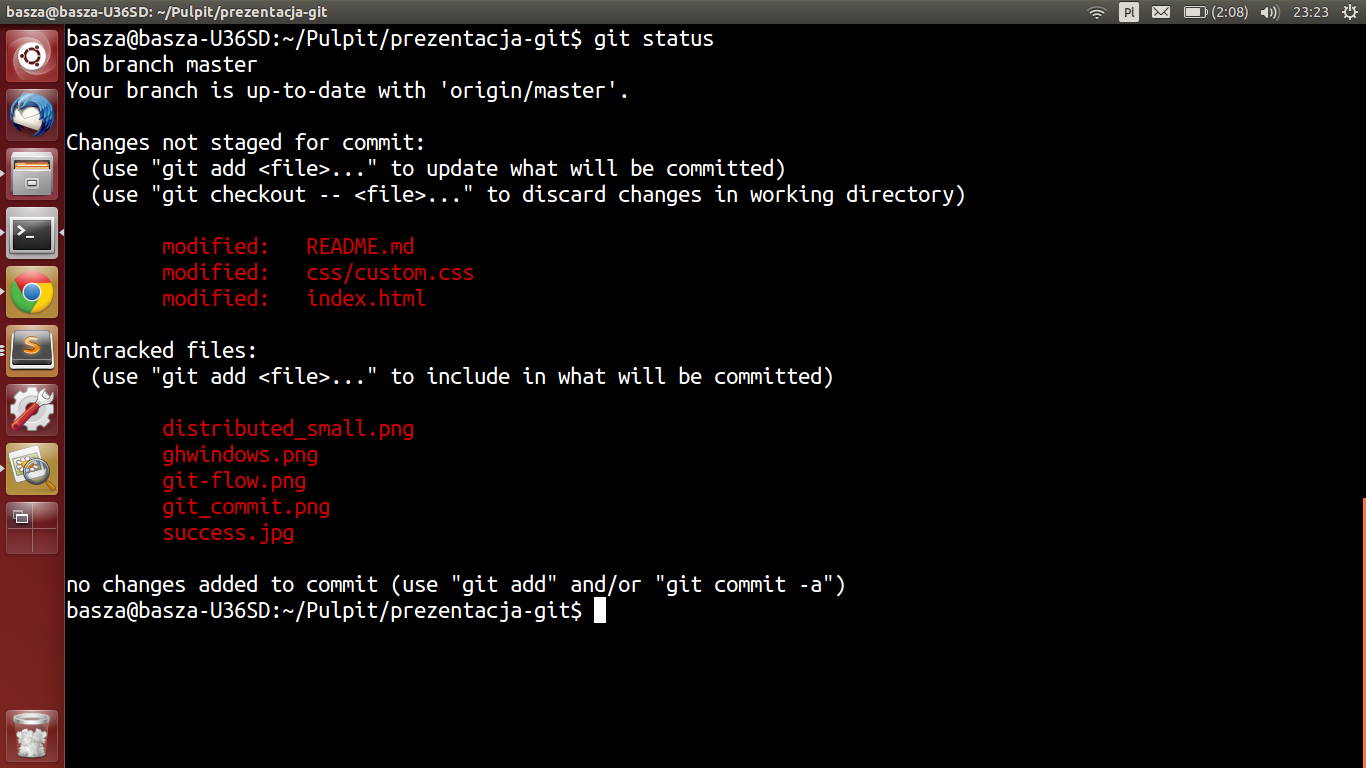 basza@basza-U36SD: ~/Pulpit/prezentacja-git
Pl
(2:08)
23:23
basza@basza-U36SD:~/Pulpit/prezentacja-git$ git status
On branch master
Your branch is up-to-date with 'origin/master'.
Changes not staged for commit:
  (use "git add <file>..." to update what will be committed)
  (use "git checkout -- <file>..." to discard changes in working directory)
        modified:   README.md
        modified:   css/custom.css
        modified:   index.html
Untracked files:
  (use "git add <file>..." to include in what will be committed)
        distributed_small.png
        ghwindows.png
        git-flow.png
        git_commit.png
        success.jpg
no changes added to commit (use "git add" and/or "git commit -a")
basza@basza-U36SD:~/Pulpit/prezentacja-git$